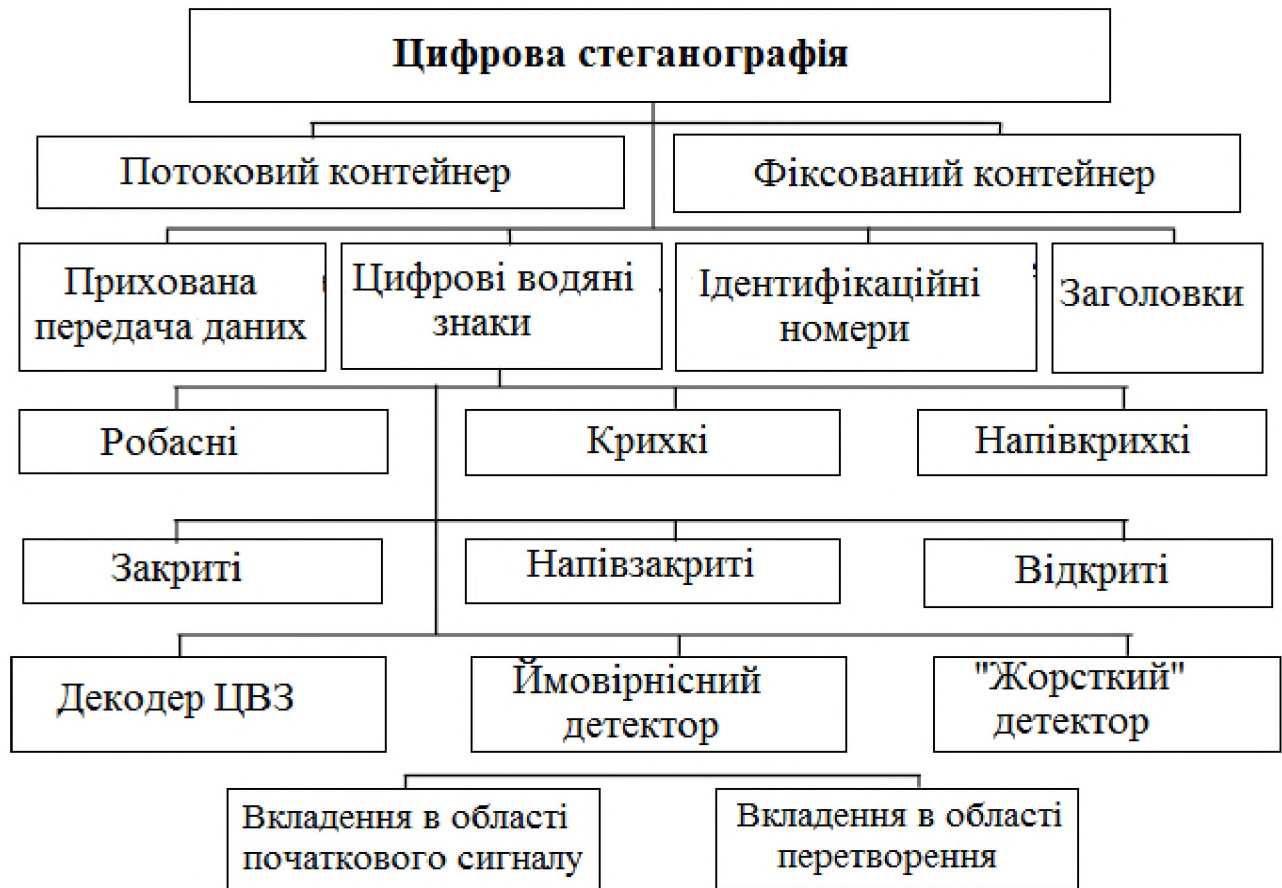 Цифрова стеганографія
Потоковий контейнер
Фіксований контейнер
Прихована
передача даних
Цифрові водяні
знаки
Ідентифікаційні
номери
Заголовки
Робасні
Крихкі
Напівкрихкі
Закриті
Напівзакриті
Відкриті
Декодер ЦВЗ
Ймовірнісний
детектор
"Жорсткий"
детектор
Вкладення в області
початкового сигналу
Вкладення в області
перетворення